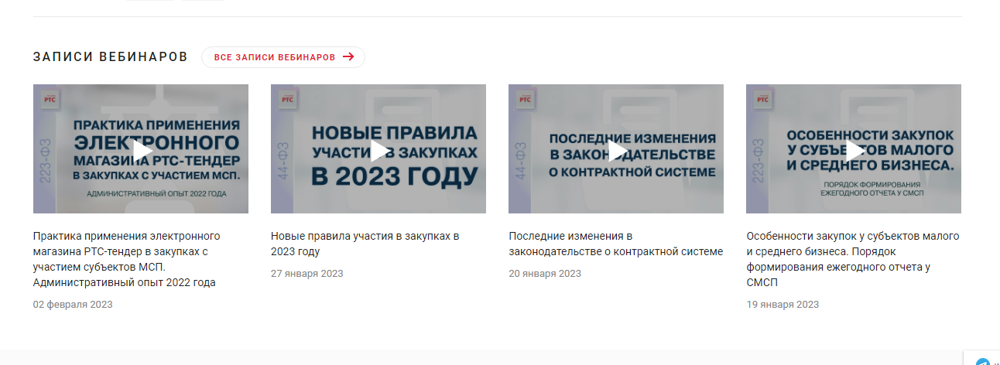 ЗАПИСИ ВЕБИНАРОВ
ВСЕ ЗАПИСИ ВЕБИНАРОВ
РТС
223-ФЗ
ПРАКТИКА ПРИМЕНЕНИЯ
ЭЛЕКТРОННОГО
МАГАЗИНА РТС-ТЕНДЕР
В ЗАКУПКАХ С УЧАСТИЕМ МСП.
АДМИНИСТРАТИВНЫЙ ОПЫТ 2022 ГОДА
Практика применения электронного
магазина РТС-тендер в закупках с
участием субъектов МСП.
Административный опыт 2022 года
02 февраля 2023
РТС
44-ФЗ
НОВЫЕ ПРАВИЛА
УЧАСТИЯ В ЗАКУПКАХ
В 2023 ГОДУ
Новые правила участия в закупках в
2023 году
27 января 2023
РТС
44-ФЗ
ПОСЛЕДНИЕ ИЗМЕНЕНИЯ
В ЗАКОНОДАТЕЛЬСТВЕ
О КОНТРАКТНОЙ СИСТЕМЕ
Последние изменения в
законодательстве о контрактной системе
20 января 2023
РТС
223-ФЗ
ОСОБЕННОСТИ ЗАКУПОК
У СУБЪЕКТОВ МАЛОГО
И СРЕДНЕГО БИЗНЕСА.
ПОРЯДОК ФОРМИРОВАНИЯ
ЕЖЕГОДНОГО ОТЧЕТА У СМСП
Особенности закупок у субъектов малого
и среднего бизнеса. Порядок
формирования ежегодного отчета у
СМСП
19 января 2023